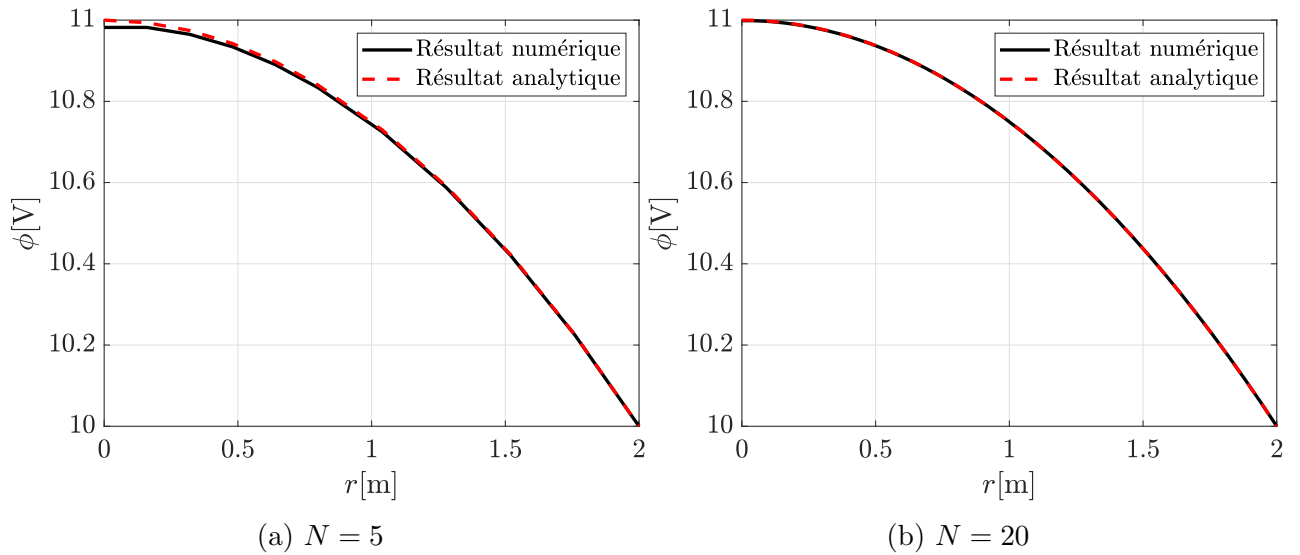 11
10.8
10.6
10.4
10.2
10
ϕ[V]
Résultat numérique
Résultat analytique
0 0.5 1 1.5 2
r[m]
(a) N = 5
11
10.8
10.6
10.4
10.2
10
ϕ[V]
Résultat numérique
Résultat analytique
0 0.5 1 1.5 2
r[m]
(b) N = 20